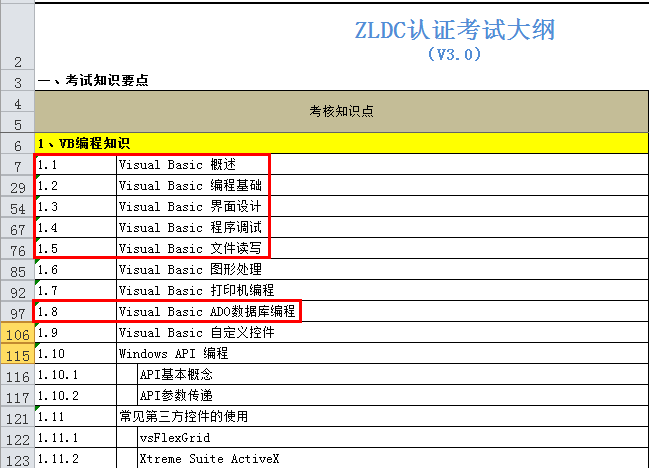 ZLDC认证考试大纲
2 (V3.0)
3 一、考试知识要点
4
考核知识点
5
6 1、VB编程知识
7 1.1 Visual Basic 概述
29 1.2 Visual Basic 编程基础
54 1.3 Visual Basic 界面设计
67 1.4 Visual Basic 程序调试
76 1.5 Visual Basic 文件读写
85 1.6 Visual Basic 图形处理
92 1.7 Visual Basic 打印机编程
97 1.8 Visual Basic ADO数据库编程
106 1.9 Visual Basic 自定义控件
115 1.10 Windows API 编程
116 1.10.1 API基本概念
117 1.10.2 API参数传递
121 1.11 常见第三方控件的使用
122 1.11.1 vsFlexGrid
123 1.11.2 Xtreme Suite ActiveX